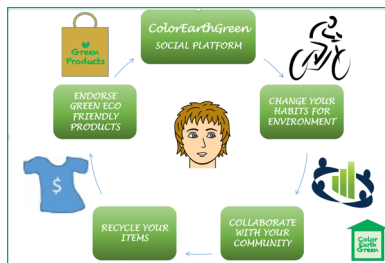 Green
Products
ColorEarthGreen
SOCIAL PLATFORM
ENDORSE
GREEN ECO
FRIENDLY
PRODUCTS
CHANGE YOUR
HABITS FOR
ENVIRONMENT
$
RECYCLE YOUR
ITEMS
COLLABORATE
WITH YOUR
COMMUNITY
Color
Earth
Green